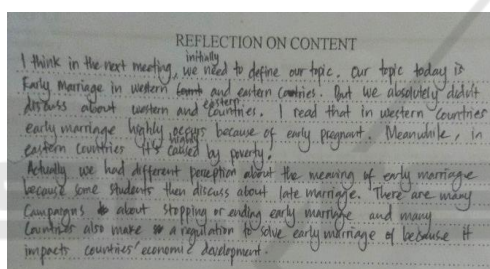 REFLECTION ON CONTENT
I think in the next meeting, initially we need to define our topic. Our topic today is
Early Marriage in western and eastern Countries. But we absolutely didn't
discuss about western and eastern countries. I read that in western countries
early marriage highly occurs because of early pregnant. Meanwhile, in
eastern countries it's highly caused by poverty.
Actually we had different perception about the meaning of early marriage
because some students then discuss about late marriage. There are many
Campaigns about stopping or ending early marriage and many
Countries also make a regulation to solve early marriage of because it
impacts countries' economic development.